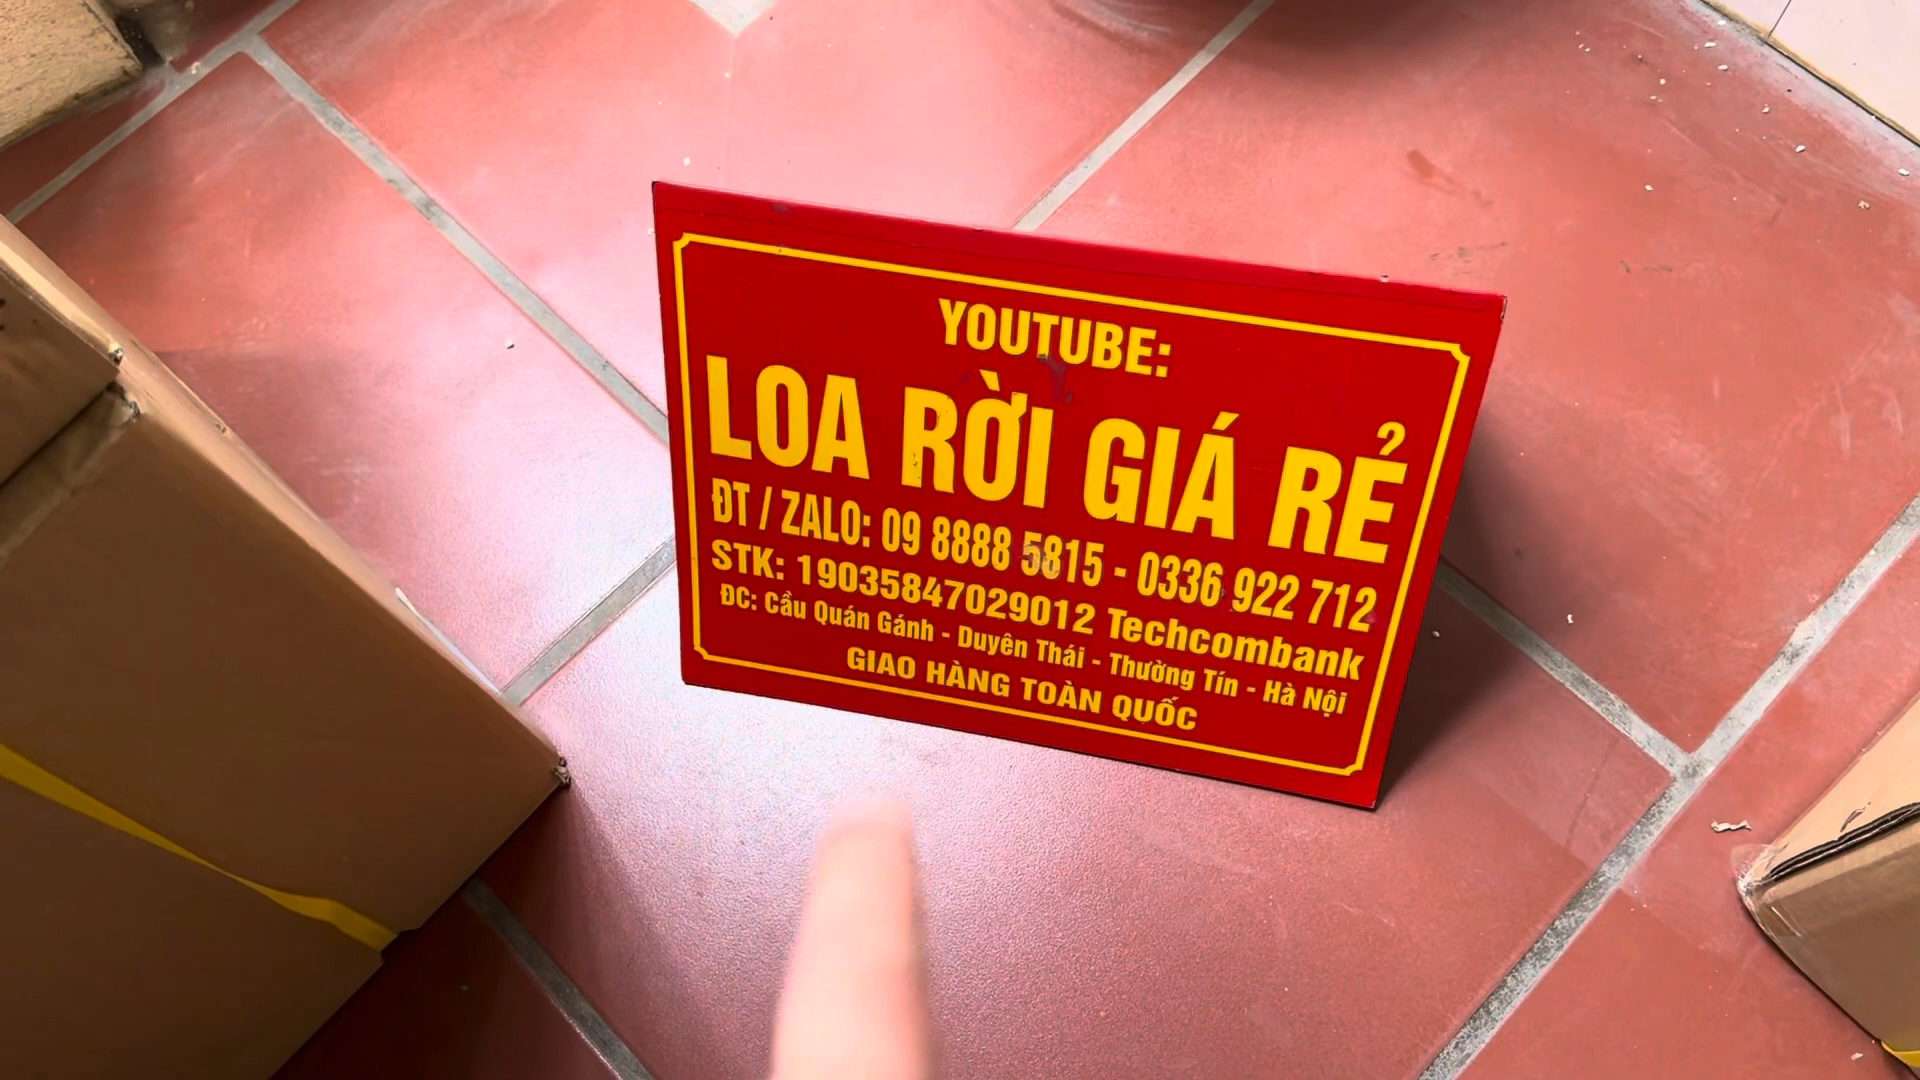 YOUTUBE:
LOA RỜI GIÁ RẺ
ĐT / ZALO: 09 8888 5815 - 0336 922 712
STK: 19035847029012 Techcombank
ĐC: Cầu Quán Gánh - Duyên Thái - Thường Tín - Hà Nội
GIAO HÀNG TOÀN QUỐC